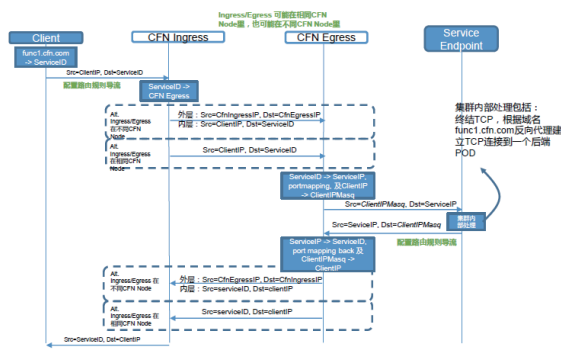 Ingress/Egress 可能在相同CFN
Node里，也可能在不同CFN Node里
Client
CFN Ingress
CFN Egress
Service
Endpoint
func1.cfn.com
-> ServiceID
Src=ClientIP, Dst=ServiceID
配置路由规则导流
ServiceID ->
CFN Egress
Alt.
Ingress/Egress
在不同CFN
Node
外层：Src=CfnIngressIP, Dst=CfnEgressIP
内层：Src=ClientIP, Dst=ServiceID
Alt.
Ingress/Egress
在相同CFN
Node
Src=ClientIP, Dst=ServiceID
集群内部处理包括：
终结TCP，根据域名
func1.cfn.com反向代理建
立TCP连接到一个后端
POD
ServiceID -> ServiceIP,
portmapping, 及ClientIP
-> ClientIPMasq
Src=ClientIPMasq, Dst=ServiceIP
集群内
部处理
Src=SeviceIP, Dst=ClientIPMasq
配置路由规则导流
ServiceIP -> ServiceID,
port mapping back 及
ClientIPMasq ->
ClientIP
Alt.
Ingress/Egress 在
不同CFN Node
外层：Src=CfnEgressIP, Dst=CfnIngressIP
内层：Src=serviceID, Dst=clientIP
Alt.
Ingress/Egress 在
相同CFN Node
Src=serviceID, Dst=clientIP
Src=ServiceID, Dst=ClientIP